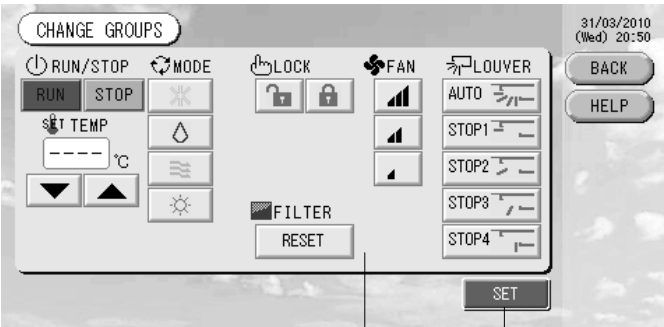 CHANGE GROUPS
31/03/2010
(Wed) 20:50
RUN/STOP
MODE
LOCK
FAN
LOUVER
BACK
RUN
STOP
AUTO
HELP
SET TEMP
STOP1
----°C
STOP2
STOP3
FILTER
RESET
STOP4
SET